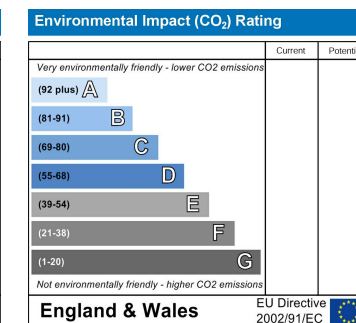 Environmental Impact (CO₂) Rating
Current Potenti
Very environmentally friendly - lower CO2 emissions
(92 plus) A
(81-91) B
(69-80) C
(55-68) D
(39-54) E
(21-38) F
(1-20) G
Not environmentally friendly - higher CO2 emissions
England & Wales
EU Directive
2002/91/EC